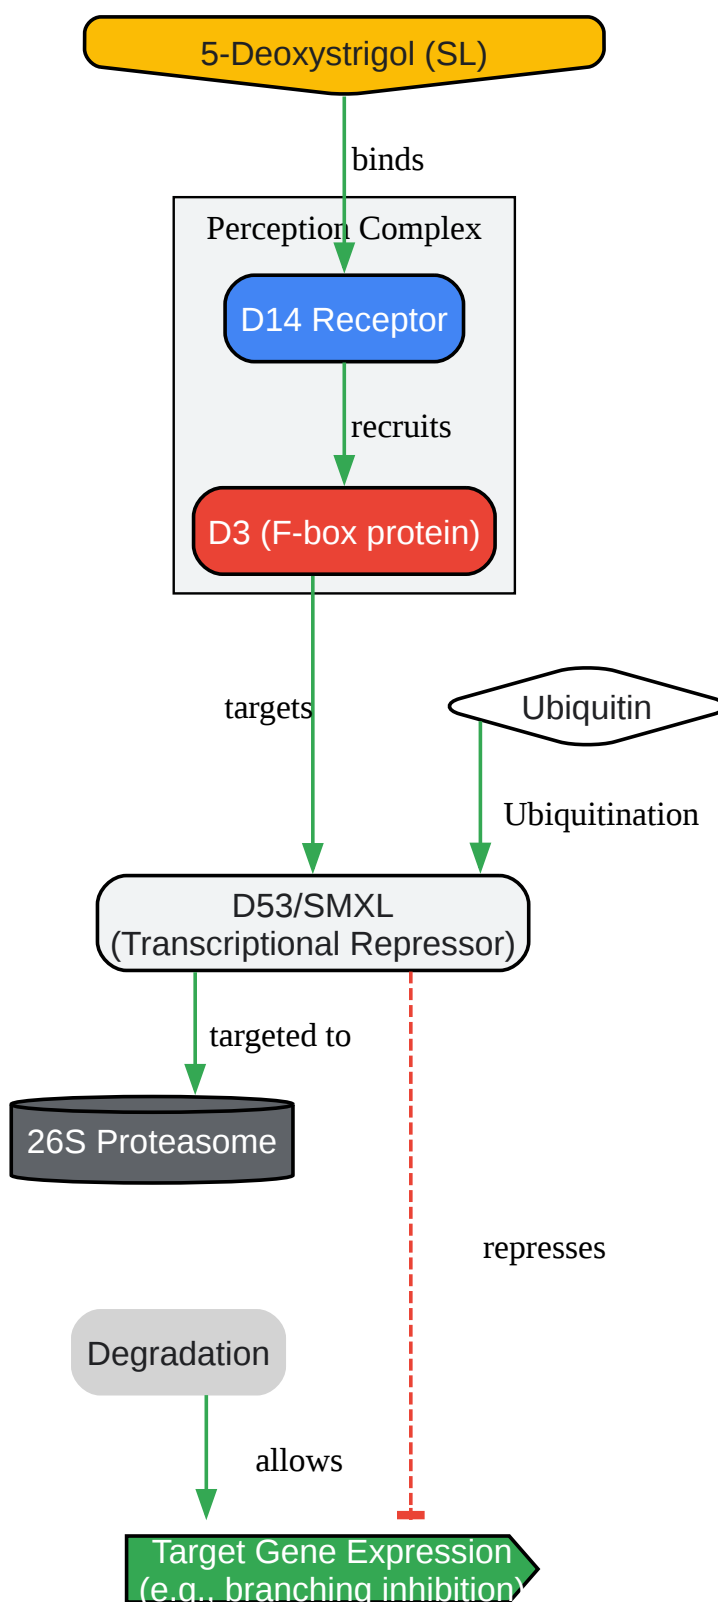 5-Deoxystrigol (SL)
binds
Perception Complex
D14 Receptor
recruits
D3 (F-box protein)
targets
Ubiquitin
Ubiquitination
D53/SMXL
(Transcriptional Repressor)
targeted to
26S Proteasome
represses
Degradation
allows
Target Gene Expression
(e.g., branching inhibition)